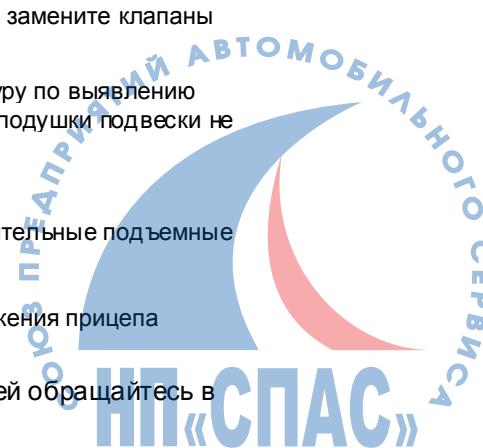 замените клапаны
уру по выявлению
подушки подвески не
тельные подъемные
жения прицепа
ей обращайтесь в
СОЮЗ ПРЕДПРИЯТИЙ АВТОМОБИЛЬНОГО СЕРВИСА
НП«СПАС»